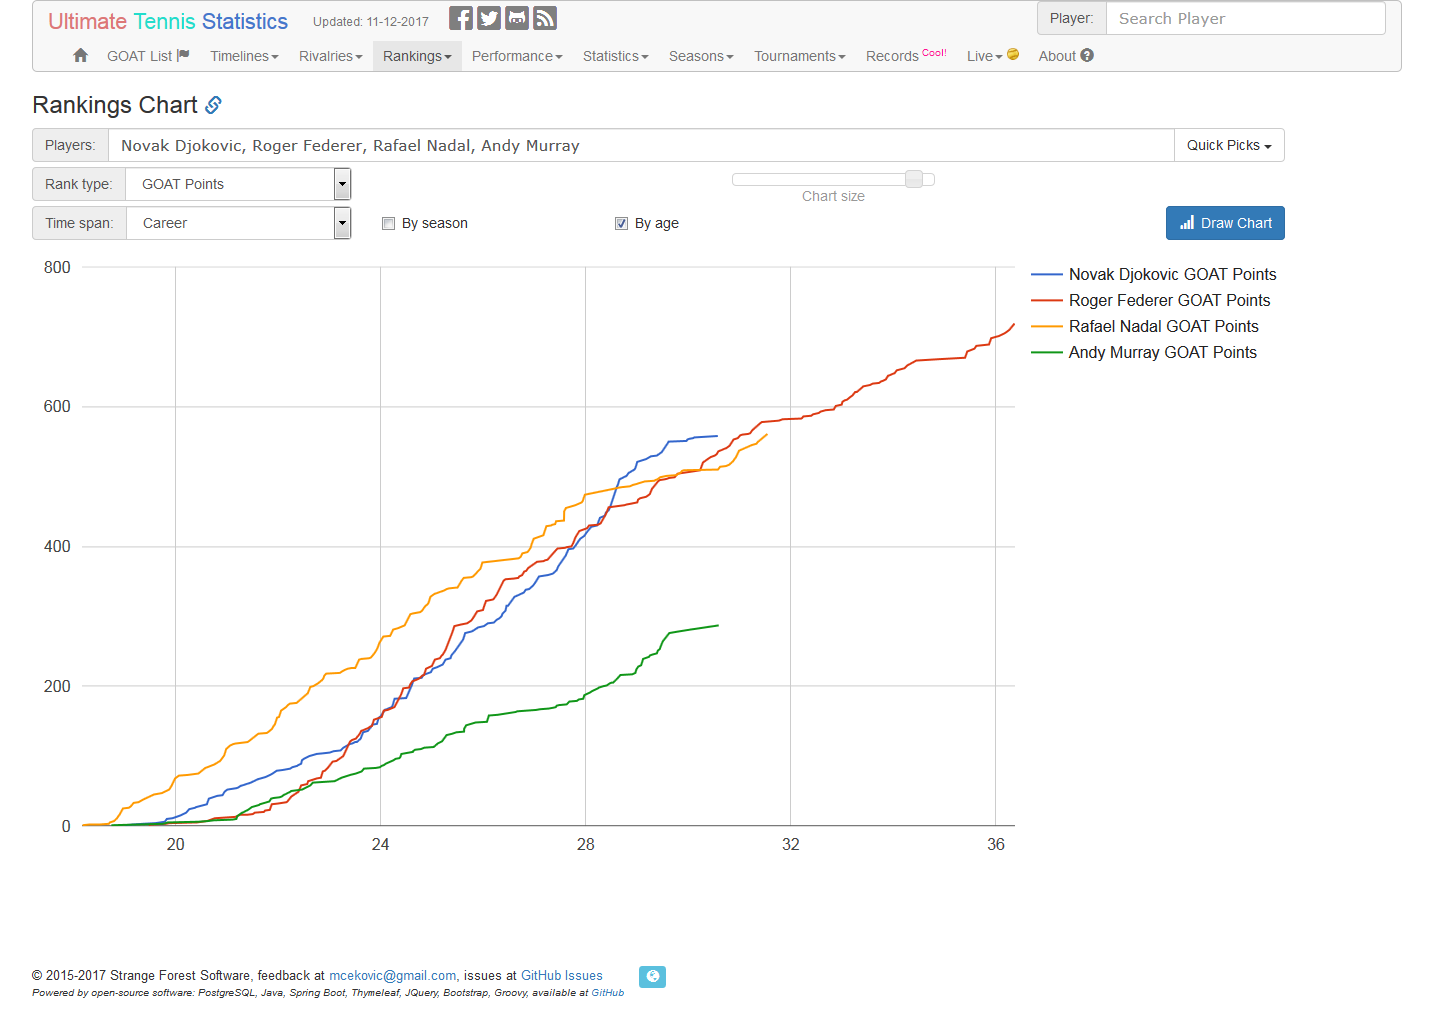 Ultimate Tennis Statistics Updated: 11-12-2017 Player: Search Player
GOAT List Timelines Rivalries Rankings Performance Statistics Seasons Tournaments Records Cool! Live About
Rankings Chart
Players: Novak Djokovic, Roger Federer, Rafael Nadal, Andy Murray Quick Picks
Rank type: GOAT Points
Chart size
Time span: Career By season By age Draw Chart
800
600
400
200
0
20 24 28 32 36
Novak Djokovic GOAT Points
Roger Federer GOAT Points
Rafael Nadal GOAT Points
Andy Murray GOAT Points
© 2015-2017 Strange Forest Software, feedback at mcekovic@gmail.com, issues at GitHub Issues
Powered by open-source software: PostgreSQL, Java, Spring Boot, Thymeleaf, JQuery, Bootstrap, Groovy, available at GitHub